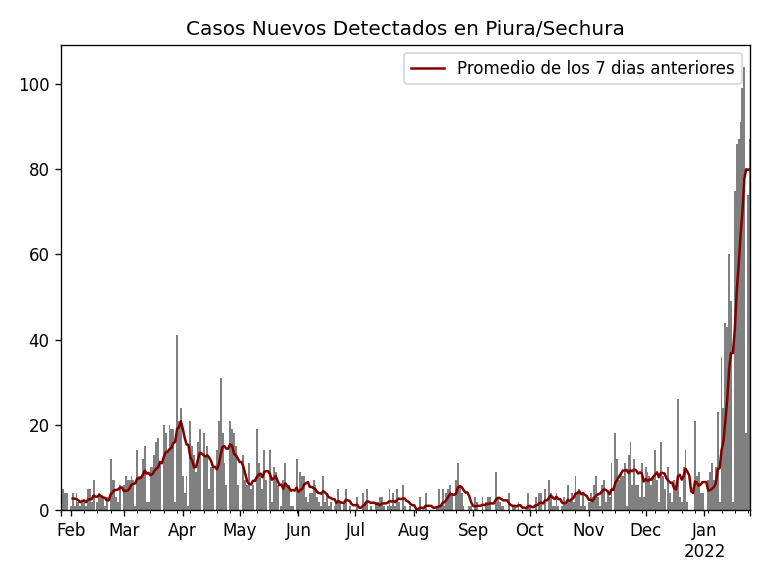 Casos Nuevos Detectados en Piura/Sechura
Promedio de los 7 dias anteriores
100
80
60
40
20
0
Feb Mar Apr May Jun Jul Aug Sep Oct Nov Dec Jan
2022